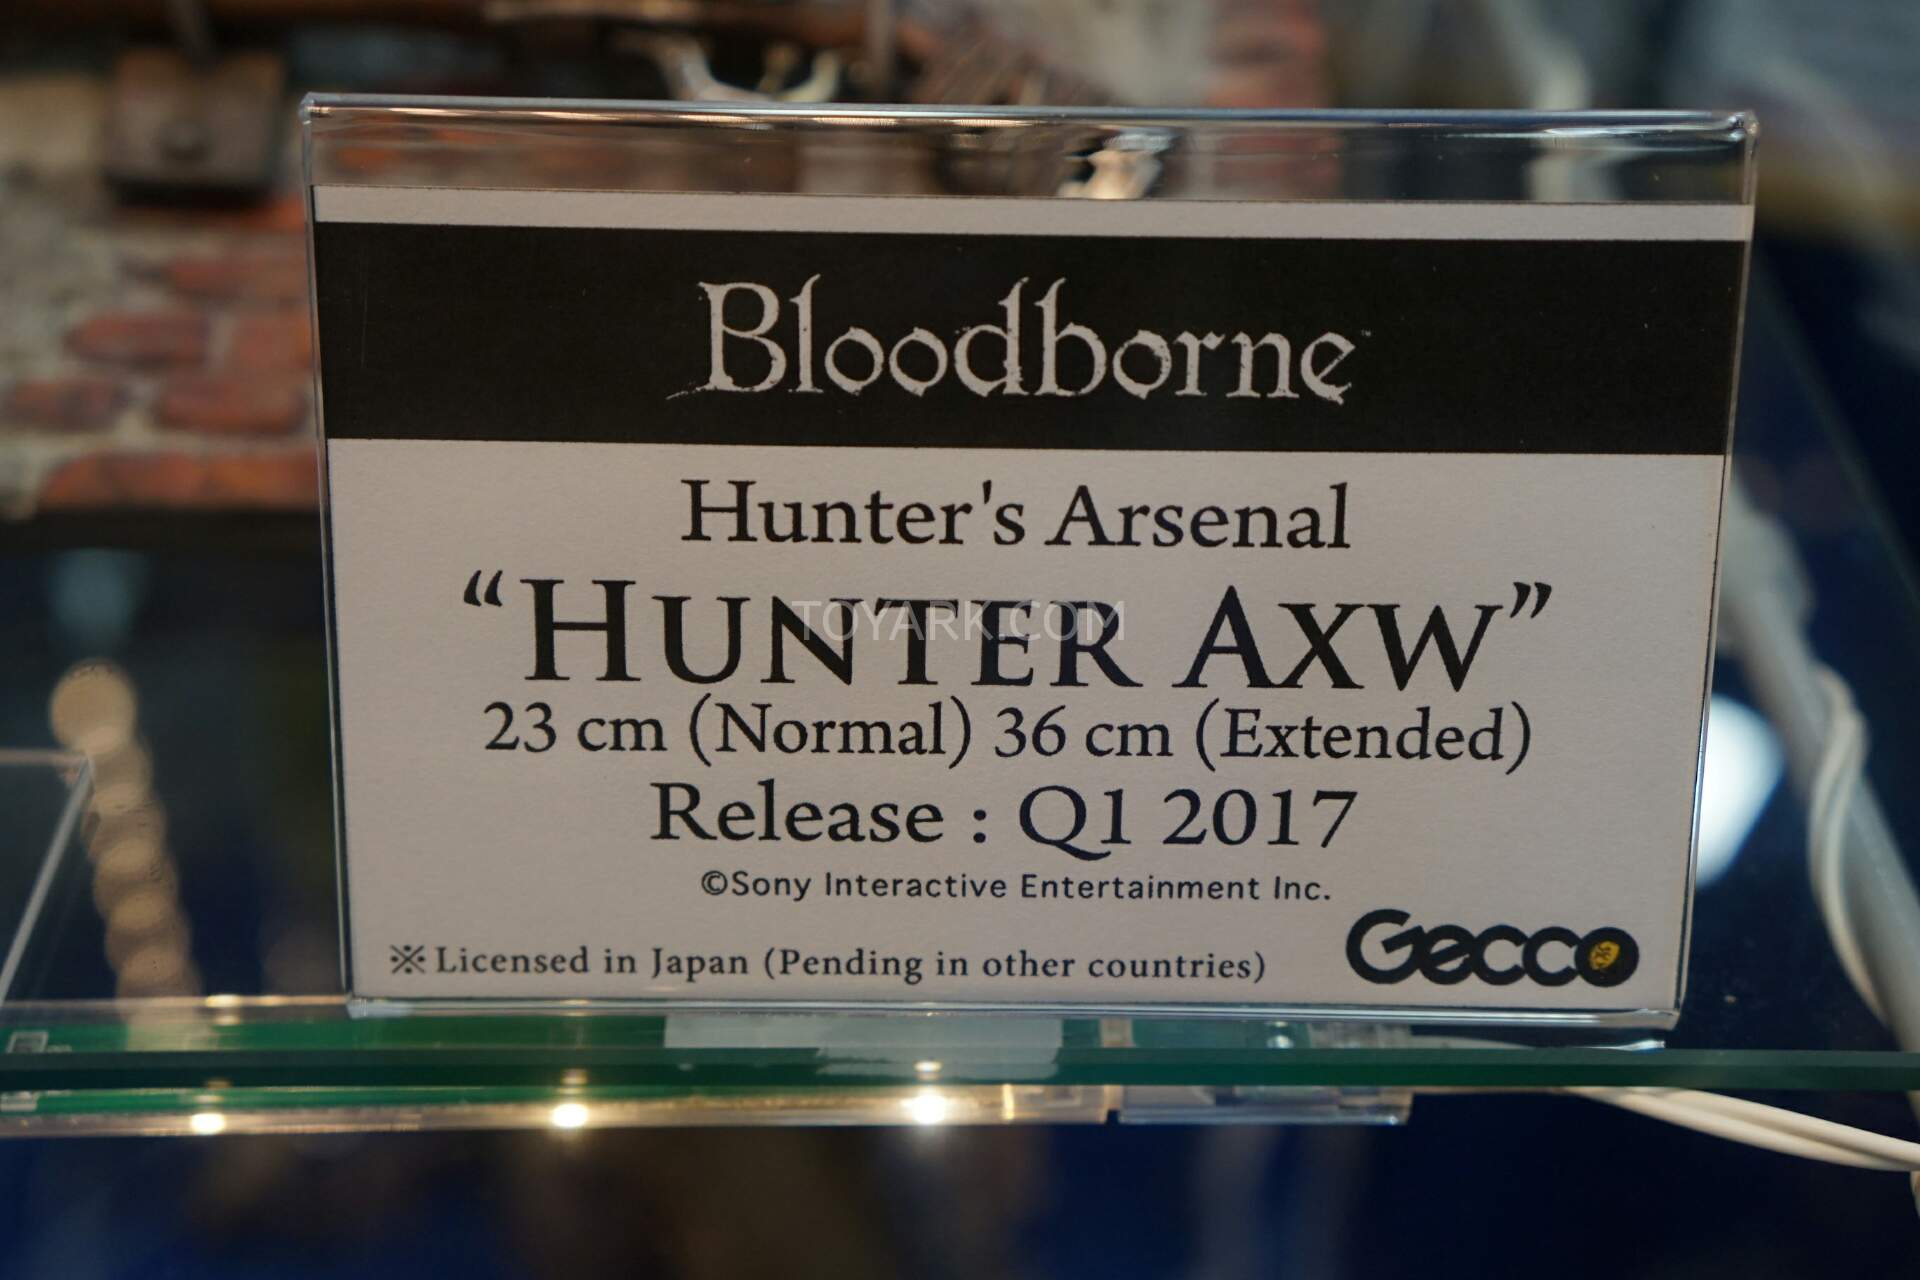 Bloodborne
Hunter's Arsenal
“HUNTER AXW”
TOYARK.COM
23 cm (Normal) 36 cm (Extended)
Release : Q1 2017
©Sony Interactive Entertainment Inc.
※Licensed in Japan (Pending in other countries)
Gecco